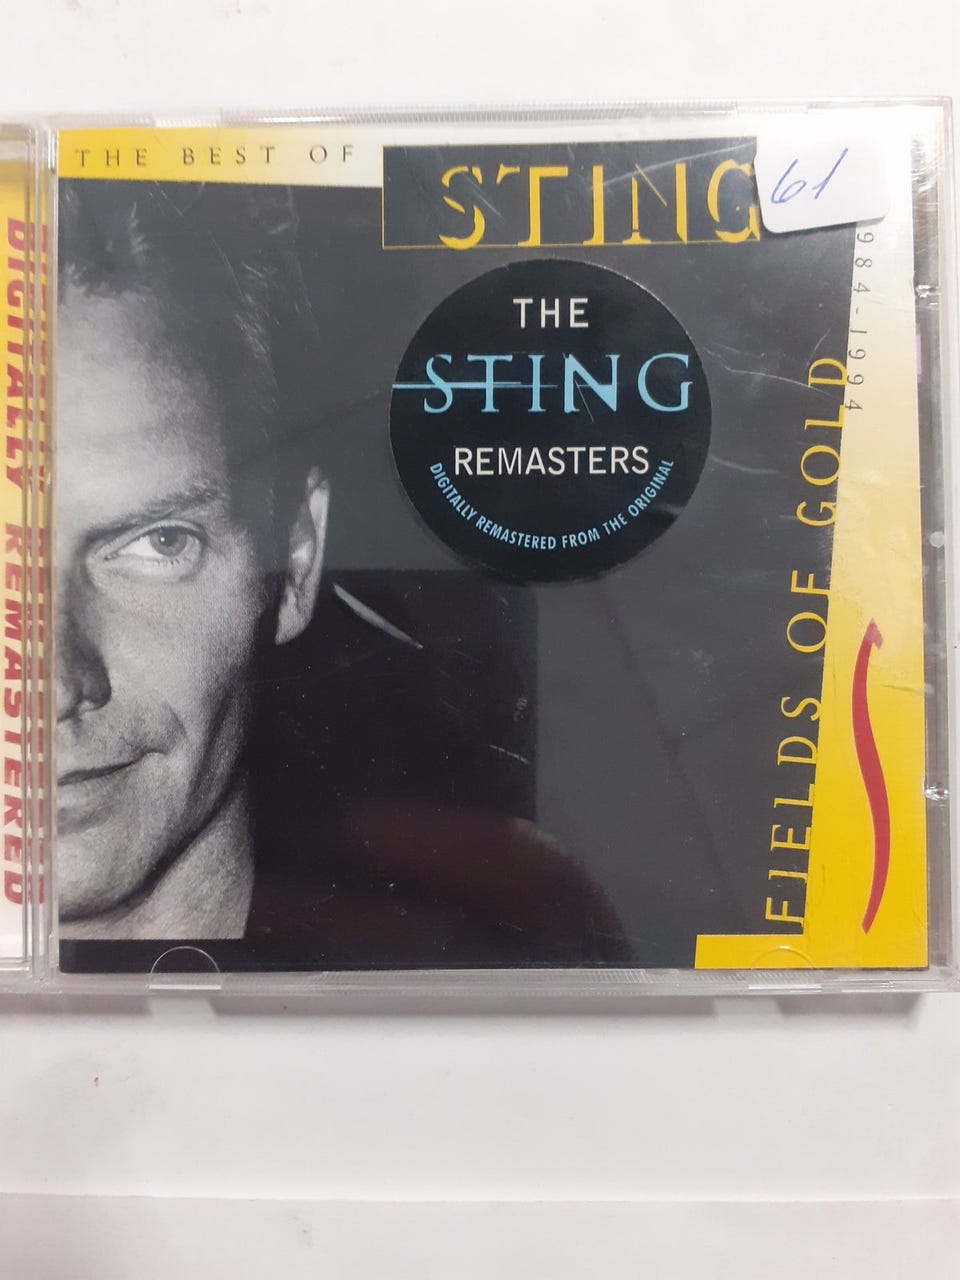 THE BEST OF
STING
61
984-1994
THE
STING
REMASTERS
DIGITALLY REMASTERED FROM THE ORIGINAL
FIELDS OF GOLD
DIGITALLY REMASTERED